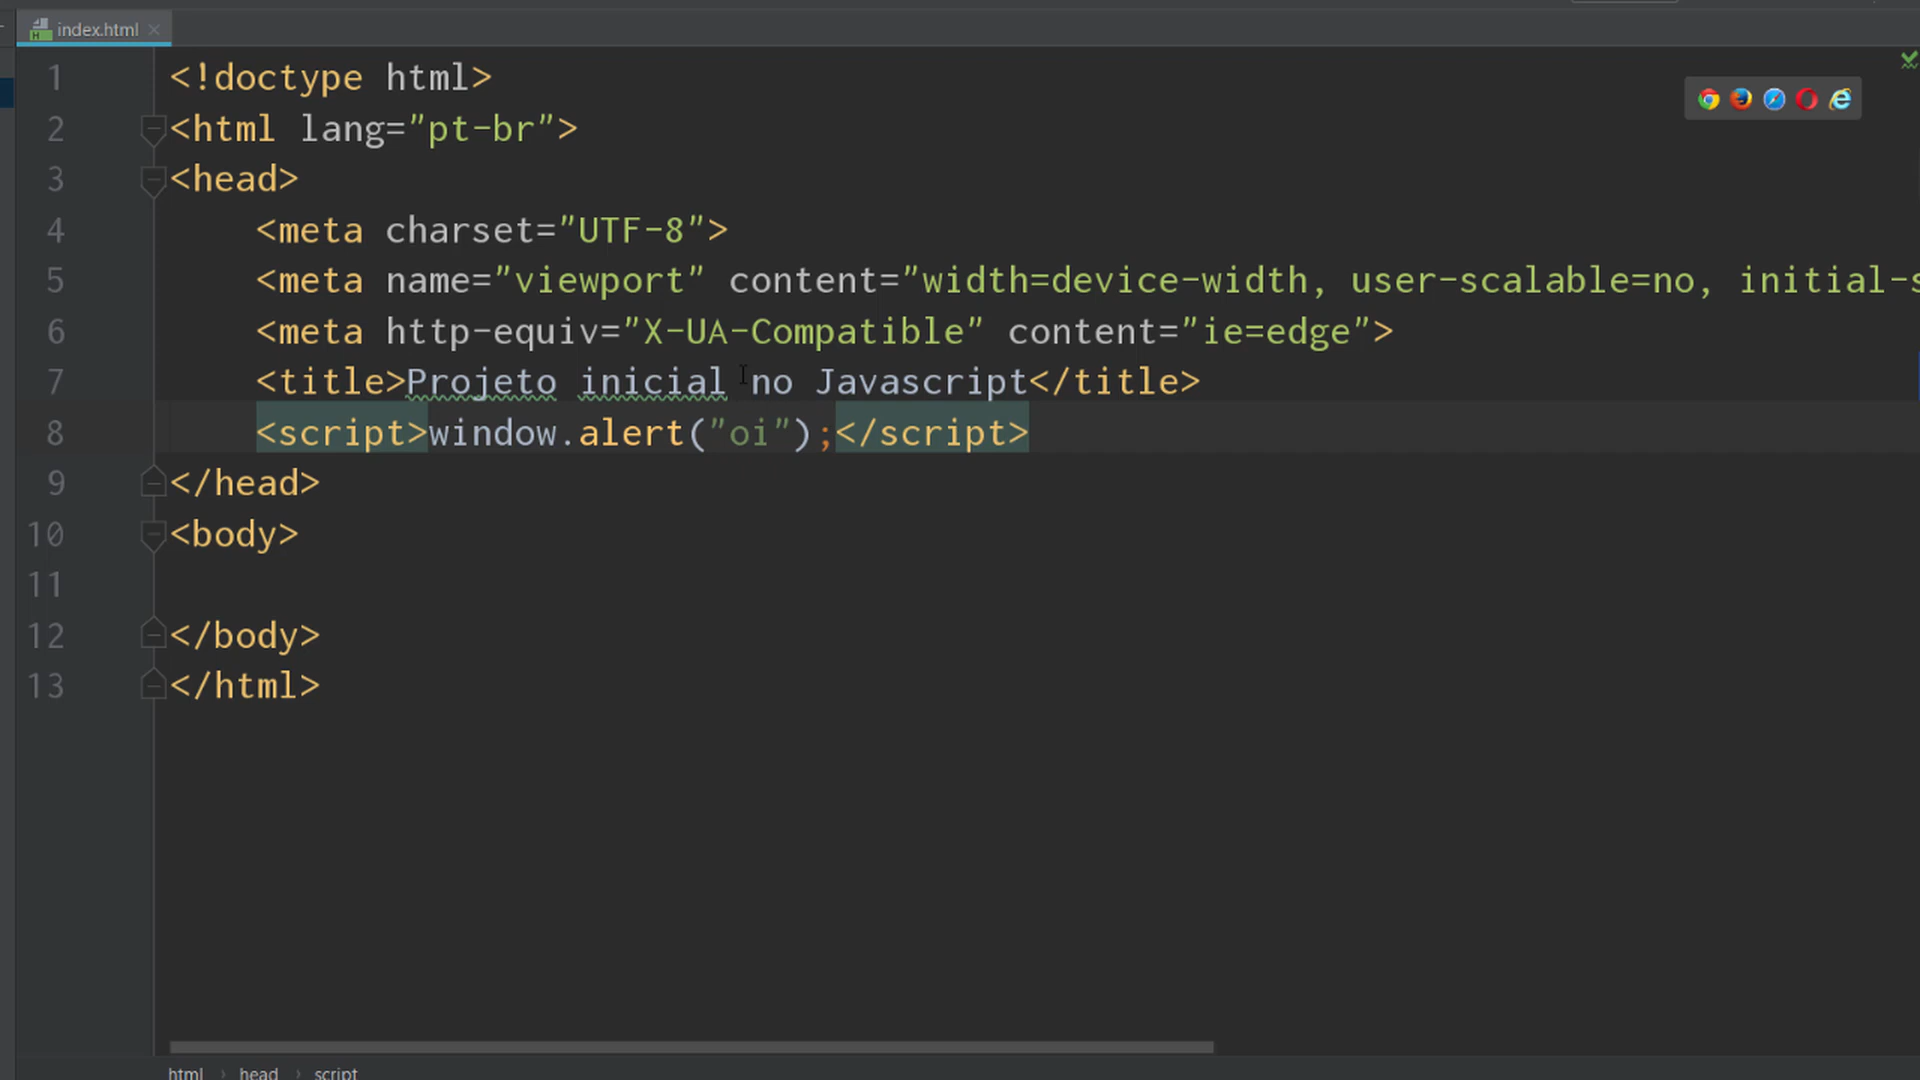 index.html
1 <!doctype html>
2 <html lang="pt-br">
3 <head>
4 <meta charset="UTF-8">
5 <meta name="viewport" content="width=device-width, user-scalable=no, initial-s
6 <meta http-equiv="X-UA-Compatible" content="ie=edge">
7 <title>Projeto inicial no Javascript</title>
8 <script>window.alert("oi");</script>
9 </head>
10 <body>
11
12 </body>
13 </html>
html › head › script